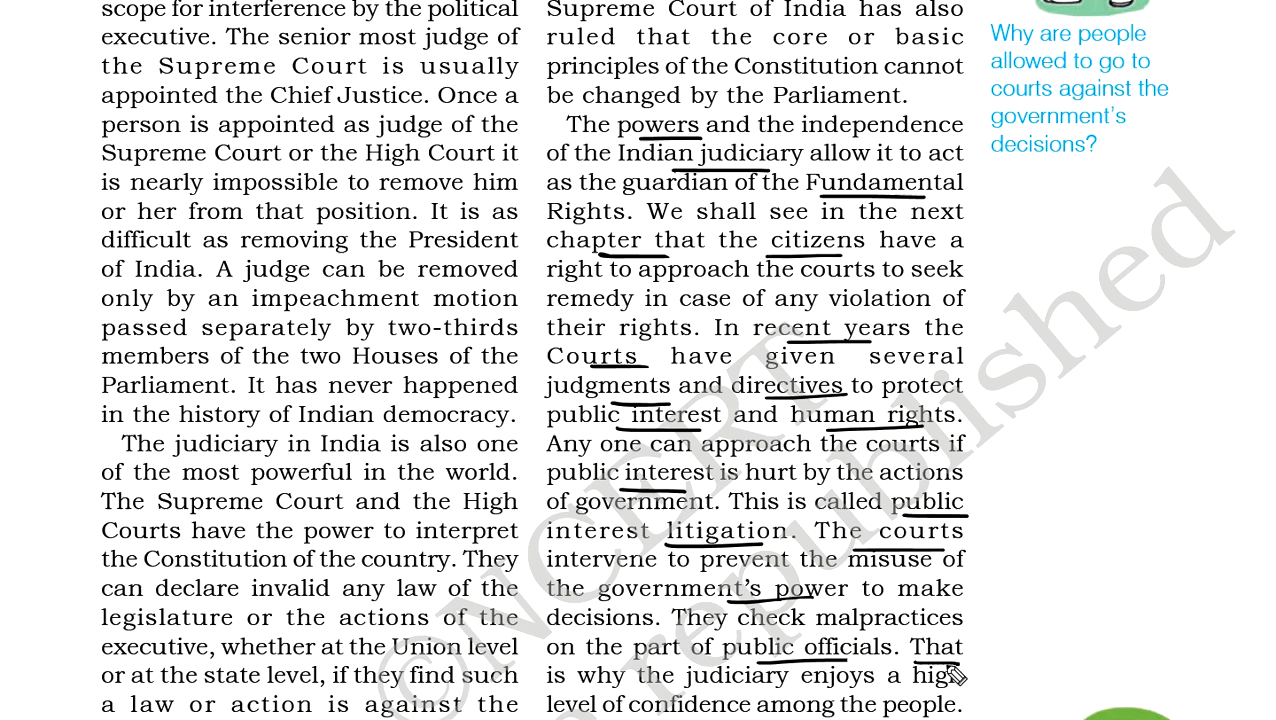 scope for interference by the political
executive. The senior most judge of
the Supreme Court is usually
appointed the Chief Justice. Once a
person is appointed as judge of the
Supreme Court or the High Court it
is nearly impossible to remove him
or her from that position. It is as
difficult as removing the President
of India. A judge can be removed
only by an impeachment motion
passed separately by two-thirds
members of the two Houses of the
Parliament. It has never happened
in the history of Indian democracy.
The judiciary in India is also one
of the most powerful in the world.
The Supreme Court and the High
Courts have the power to interpret
the Constitution of the country. They
can declare invalid any law of the
legislature or the actions of the
executive, whether at the Union level
or at the state level, if they find such
a law or action is against the
Supreme Court of India has also
ruled that the core or basic
principles of the Constitution cannot
be changed by the Parliament.
The powers and the independence
of the Indian judiciary allow it to act
as the guardian of the Fundamental
Rights. We shall see in the next
chapter that the citizens have a
right to approach the courts to seek
remedy in case of any violation of
their rights. In recent years the
Courts have given several
judgments and directives to protect
public interest and human rights.
Any one can approach the courts if
public interest is hurt by the actions
of government. This is called public
interest litigation. The courts
intervene to prevent the misuse of
the government's power to make
decisions. They check malpractices
on the part of public officials. That
is why the judiciary enjoys a high
level of confidence among the people.
Why are people
allowed to go to
courts against the
government's
decisions?
©NCERT
republished